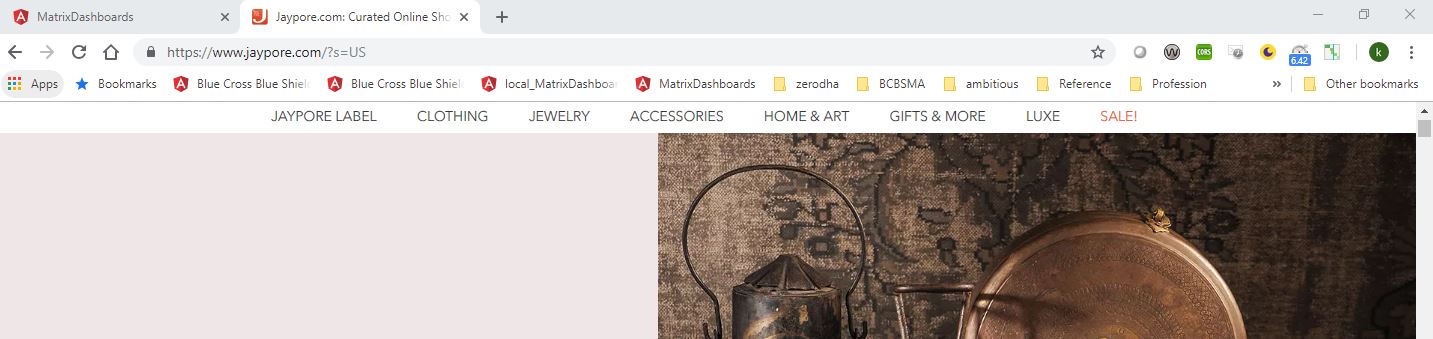 MatrixDashboards Jaypore.com: Curated Online Sho
https://www.jaypore.com/?s=US 6.42 k
Apps Bookmarks Blue Cross Blue Shiel Blue Cross Blue Shiel local_MatrixDashboar MatrixDashboards zerodha BCBSMA ambitious Reference Profession » Other bookmarks
JAYPORE LABEL CLOTHING JEWELRY ACCESSORIES HOME & ART GIFTS & MORE LUXE SALE!